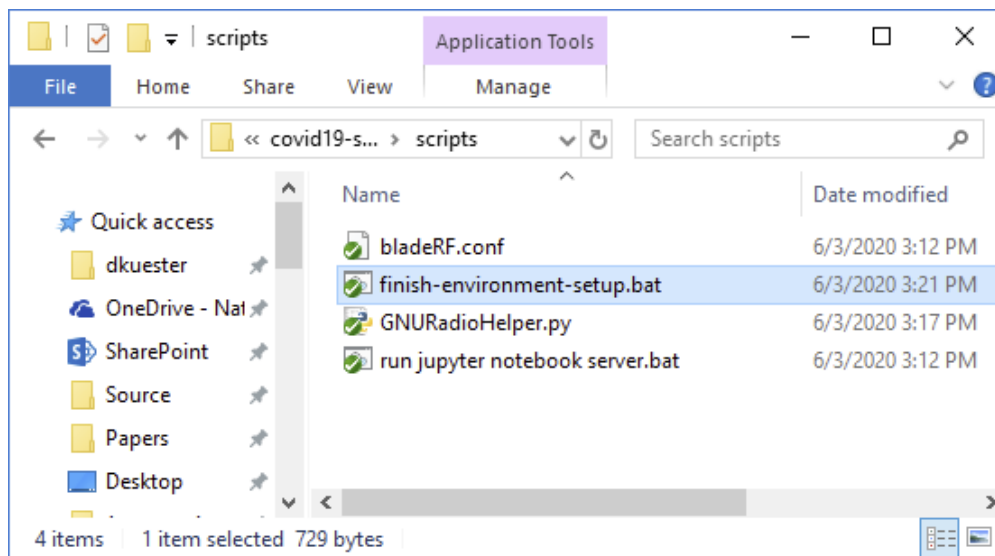 scripts
Application Tools
File Home Share View Manage
« covid19-s... › scripts Search scripts
Name Date modified
Quick access
dkuester
OneDrive - Nat
SharePoint
Source
Papers
Desktop
bladeRF.conf 6/3/2020 3:12 PM
finish-environment-setup.bat 6/3/2020 3:21 PM
GNURadioHelper.py 6/3/2020 3:17 PM
run jupyter notebook server.bat 6/3/2020 3:12 PM
4 items 1 item selected 729 bytes